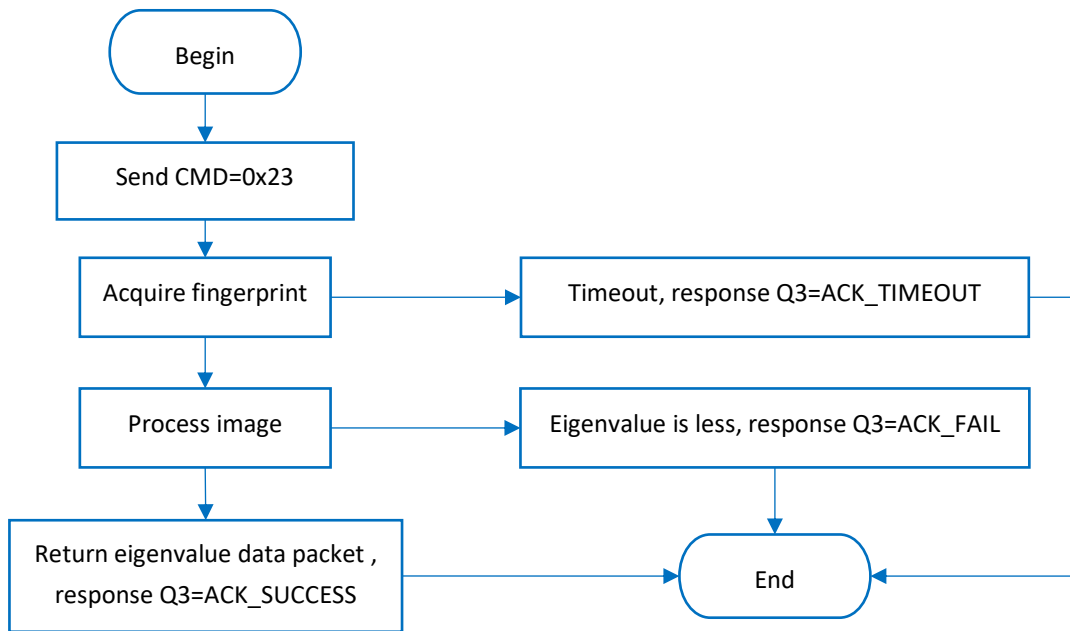 Begin
Send CMD=0x23
Acquire fingerprint
Timeout, response Q3=ACK_TIMEOUT
Process image
Eigenvalue is less, response Q3=ACK_FAIL
Return eigenvalue data packet ,
response Q3=ACK_SUCCESS
End